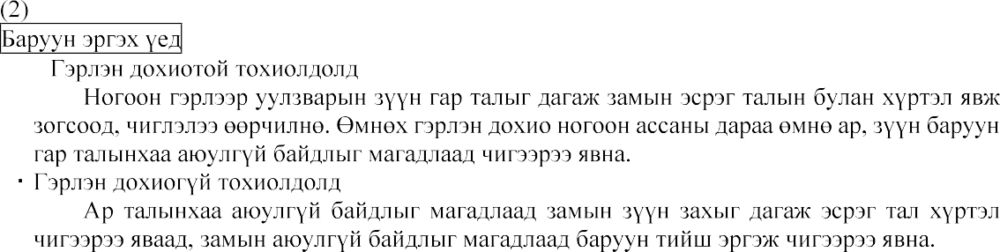 (2)
Баруун эргэх үед
Гэрлэн дохиотой тохиолдолд
Ногоон гэрлээр уулзварын зүүн гар талыг дагаж замын эсрэг талын булан хүртэл явж
зогсоод, чиглэлээ өөрчилнө. Өмнөх гэрлэн дохио ногоон ассаны дараа өмнө ар, зүүн баруун
гар талынхаа аюулгүй байдлыг магадлаад чигээрээ явна.
· Гэрлэн дохиогүй тохиолдолд
Ар талынхаа аюулгүй байдлыг магадлаад замын зүүн захыг дагаж эсрэг тал хүртэл
чигээрээ яваад, замын аюулгүй байдлыг магадлаад баруун тийш эргэж чигээрээ явна.